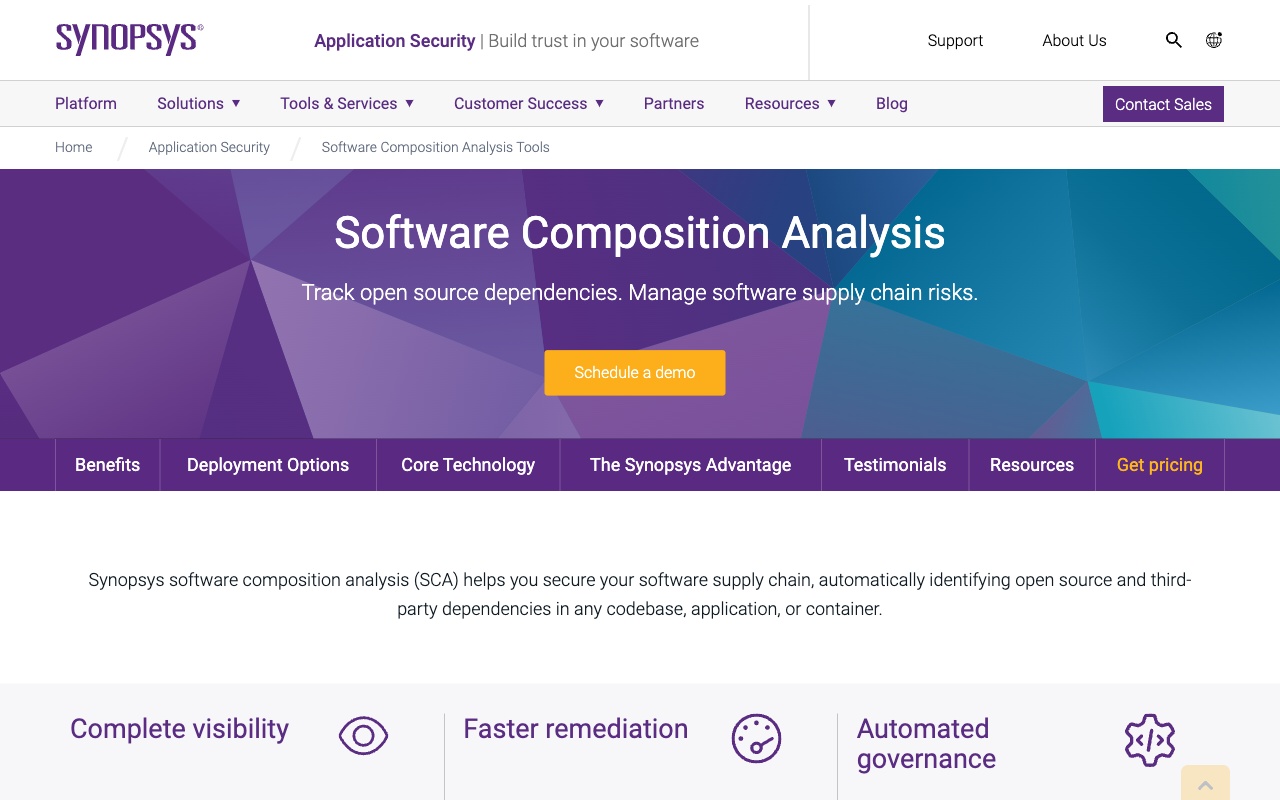 SYNOPSYS®
Application Security | Build trust in your software
Support
About Us
Platform
Solutions ▼
Tools & Services ▼
Customer Success ▼
Partners
Resources ▼
Blog
Contact Sales
Home
Application Security
Software Composition Analysis Tools
Software Composition Analysis
Track open source dependencies. Manage software supply chain risks.
Schedule a demo
Benefits
Deployment Options
Core Technology
The Synopsys Advantage
Testimonials
Resources
Get pricing
Synopsys software composition analysis (SCA) helps you secure your software supply chain, automatically identifying open source and third-
party dependencies in any codebase, application, or container.
Complete visibility
Faster remediation
Automated
governance